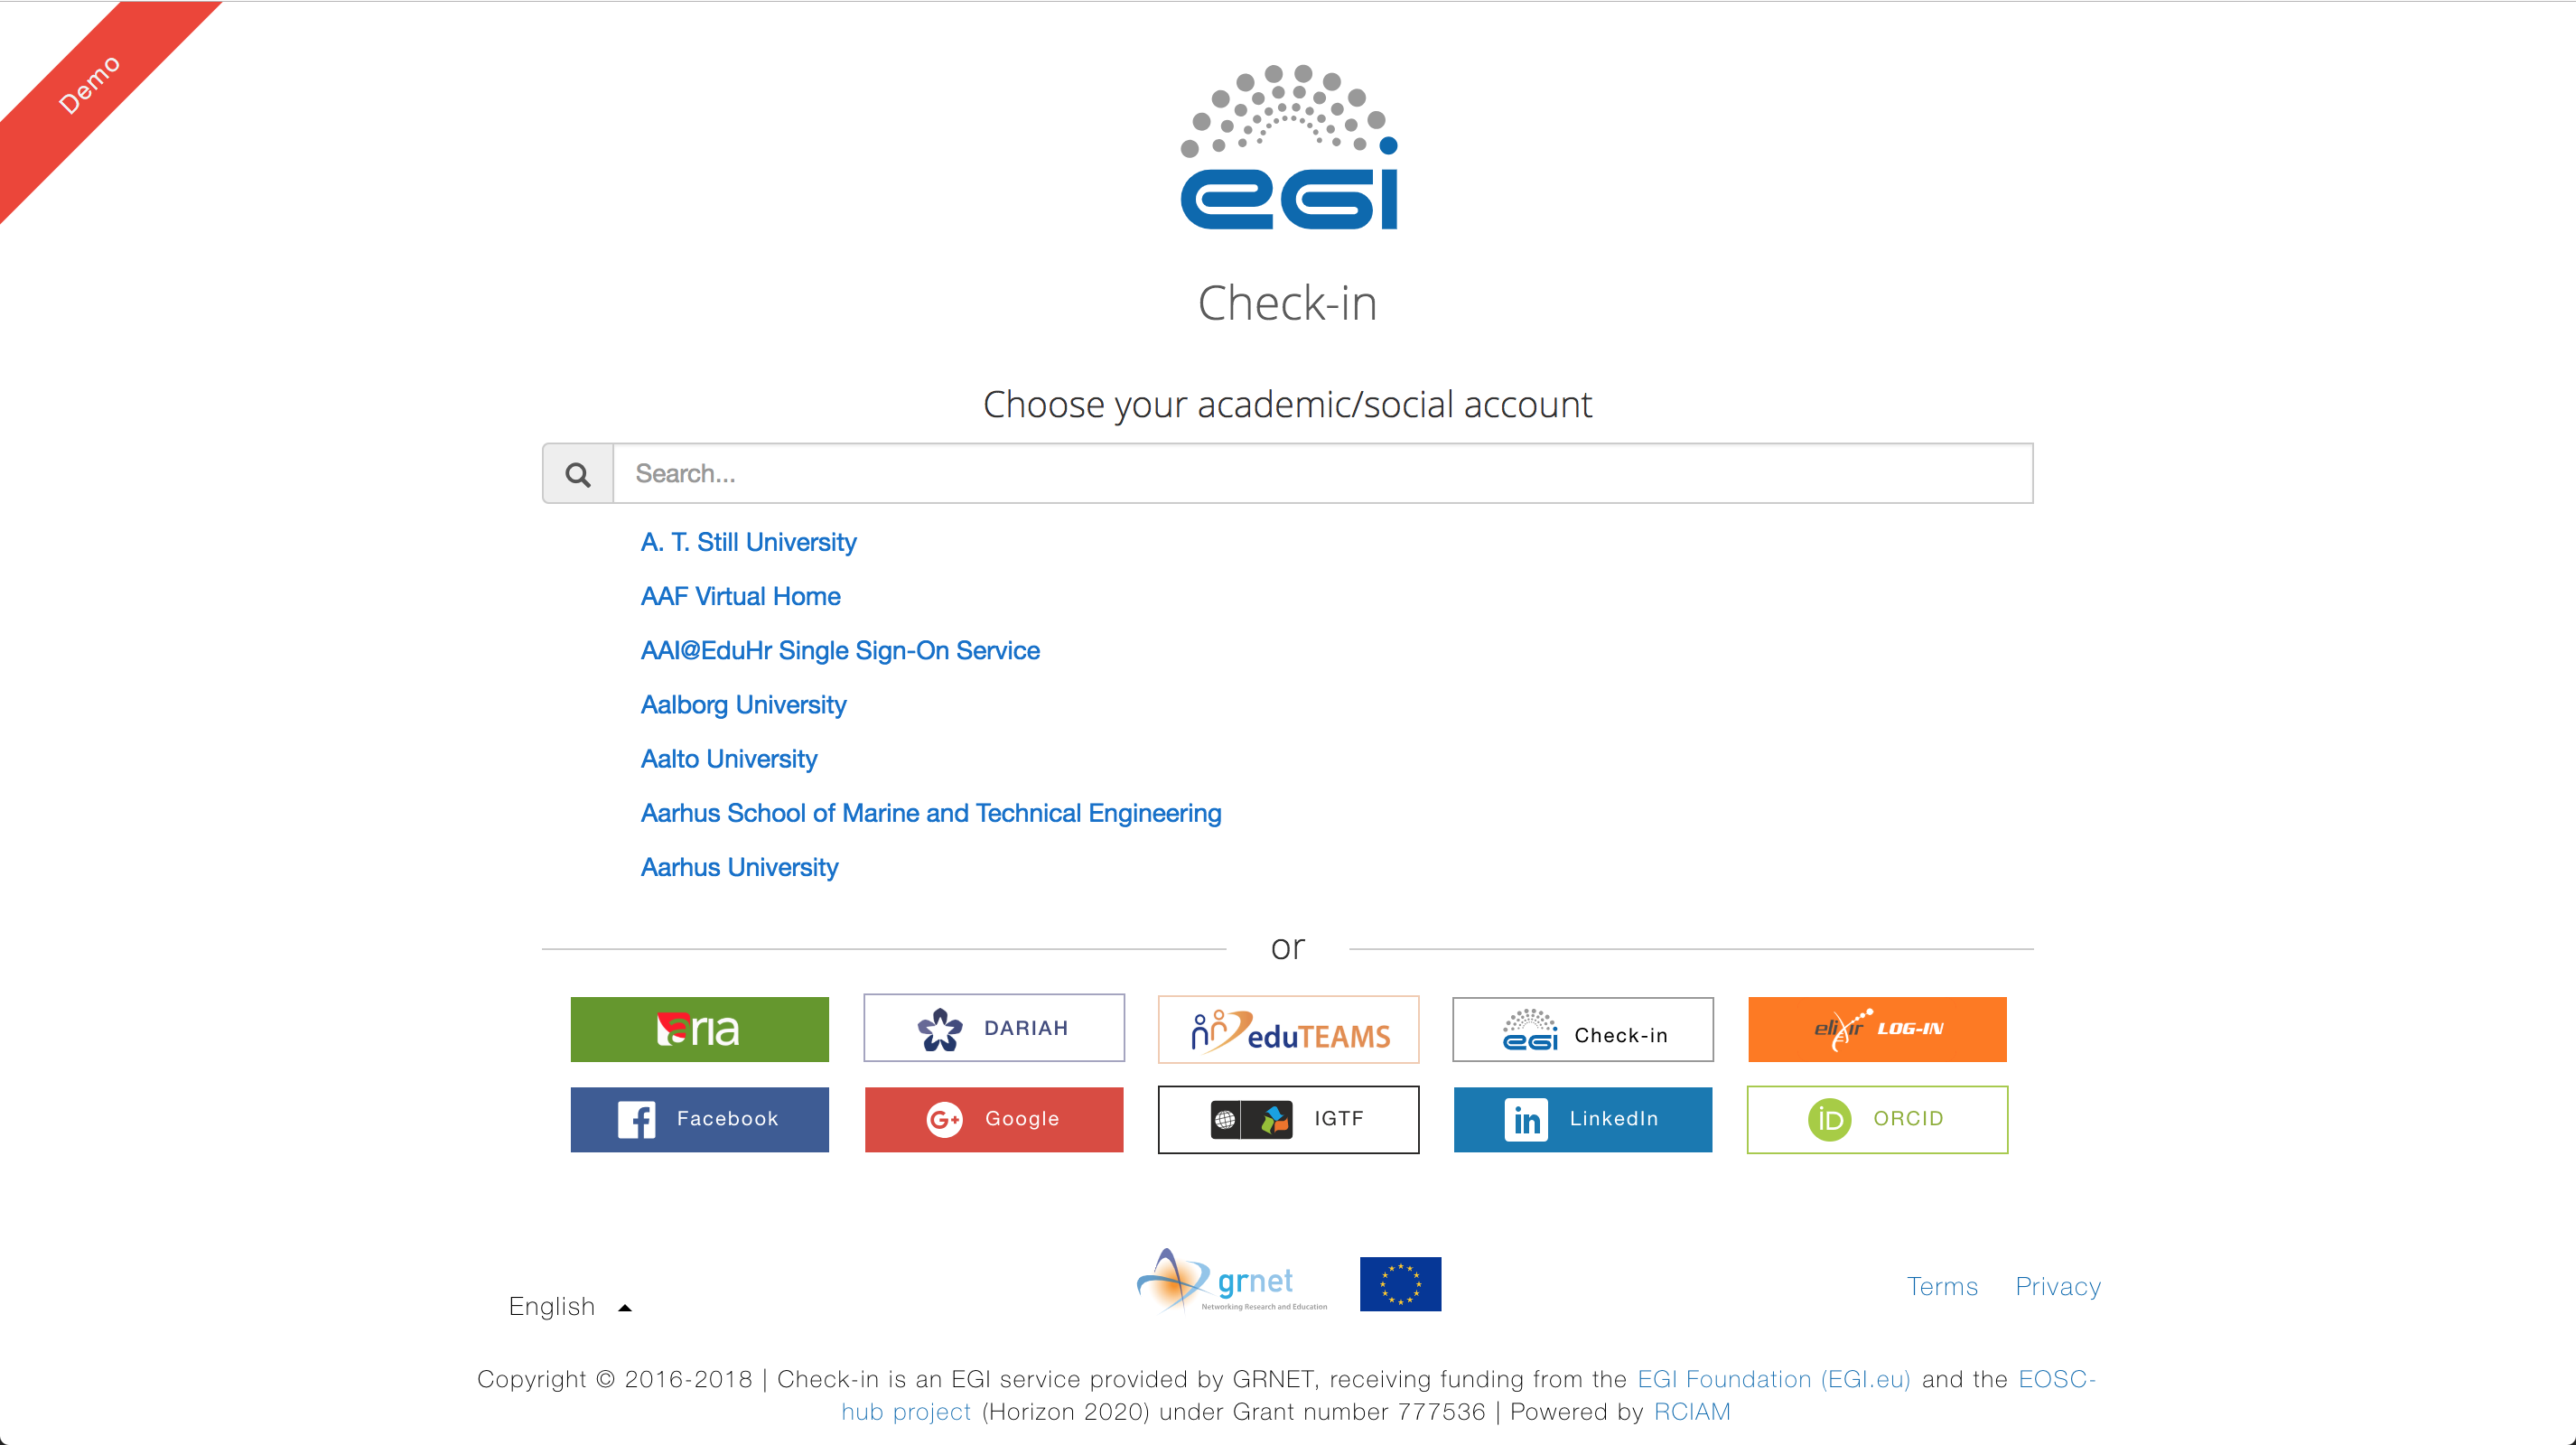 Demo
egi
Check-in
Choose your academic/social account
Search...
A. T. Still University
AAF Virtual Home
AAI@EduHr Single Sign-On Service
Aalborg University
Aalto University
Aarhus School of Marine and Technical Engineering
Aarhus University
or
aria
DARIAH
eduTEAMS
egi Check-in
elixir LOG-IN
Facebook
G+ Google
IGTF
in LinkedIn
iD ORCID
English
grnet
Networking Research and Education
Terms Privacy
Copyright © 2016-2018 | Check-in is an EGI service provided by GRNET, receiving funding from the EGI Foundation (EGI.eu) and the EOSC-
hub project (Horizon 2020) under Grant number 777536 | Powered by RCIAM